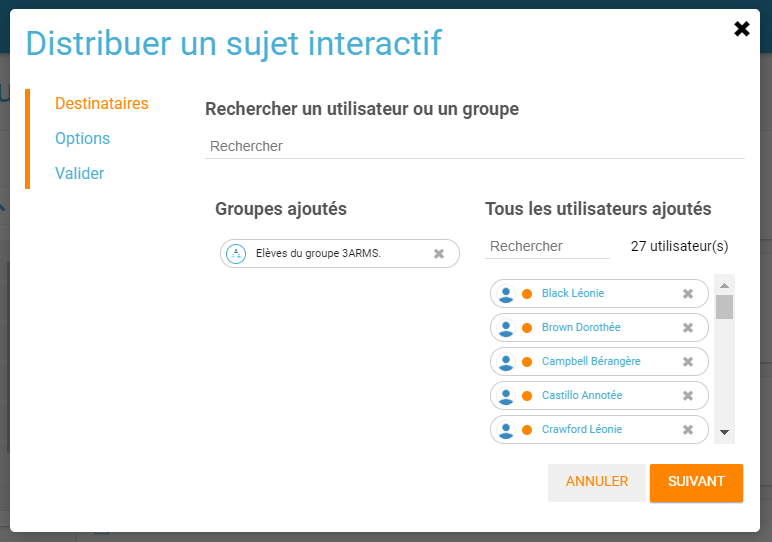 Distribuer un sujet interactif
Destinataires
Options
Valider
Rechercher un utilisateur ou un groupe
Rechercher
Groupes ajoutés
Elèves du groupe 3ARMS.
Tous les utilisateurs ajoutés
Rechercher
27 utilisateur(s)
Black Léonie
Brown Dorothée
Campbell Bérangère
Castillo Annotée
Crawford Léonie
ANNULER
SUIVANT